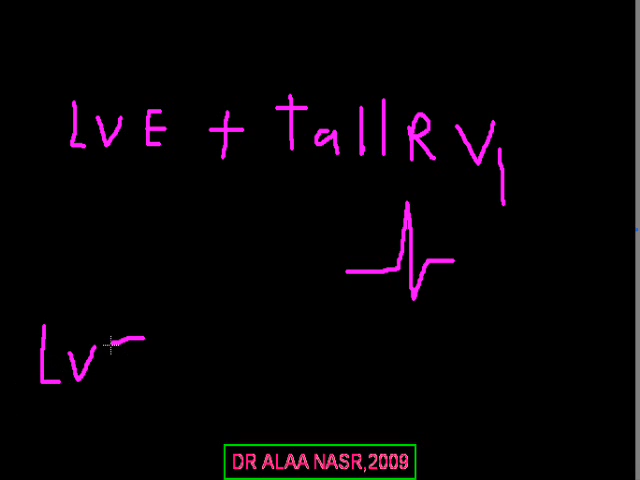 LVE + Tall R V1
LV
DR ALAA NASR,2009